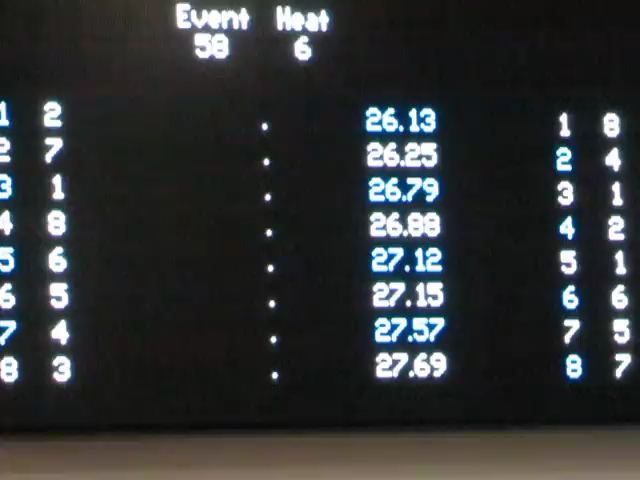 Event Heat
58 6
1 2 . 26.13 1 8
2 7 . 26.25 2 4
3 1 . 26.79 3 1
4 8 . 26.88 4 2
5 6 . 27.12 5 1
6 5 . 27.15 6 6
7 4 . 27.57 7 5
8 3 . 27.69 8 7